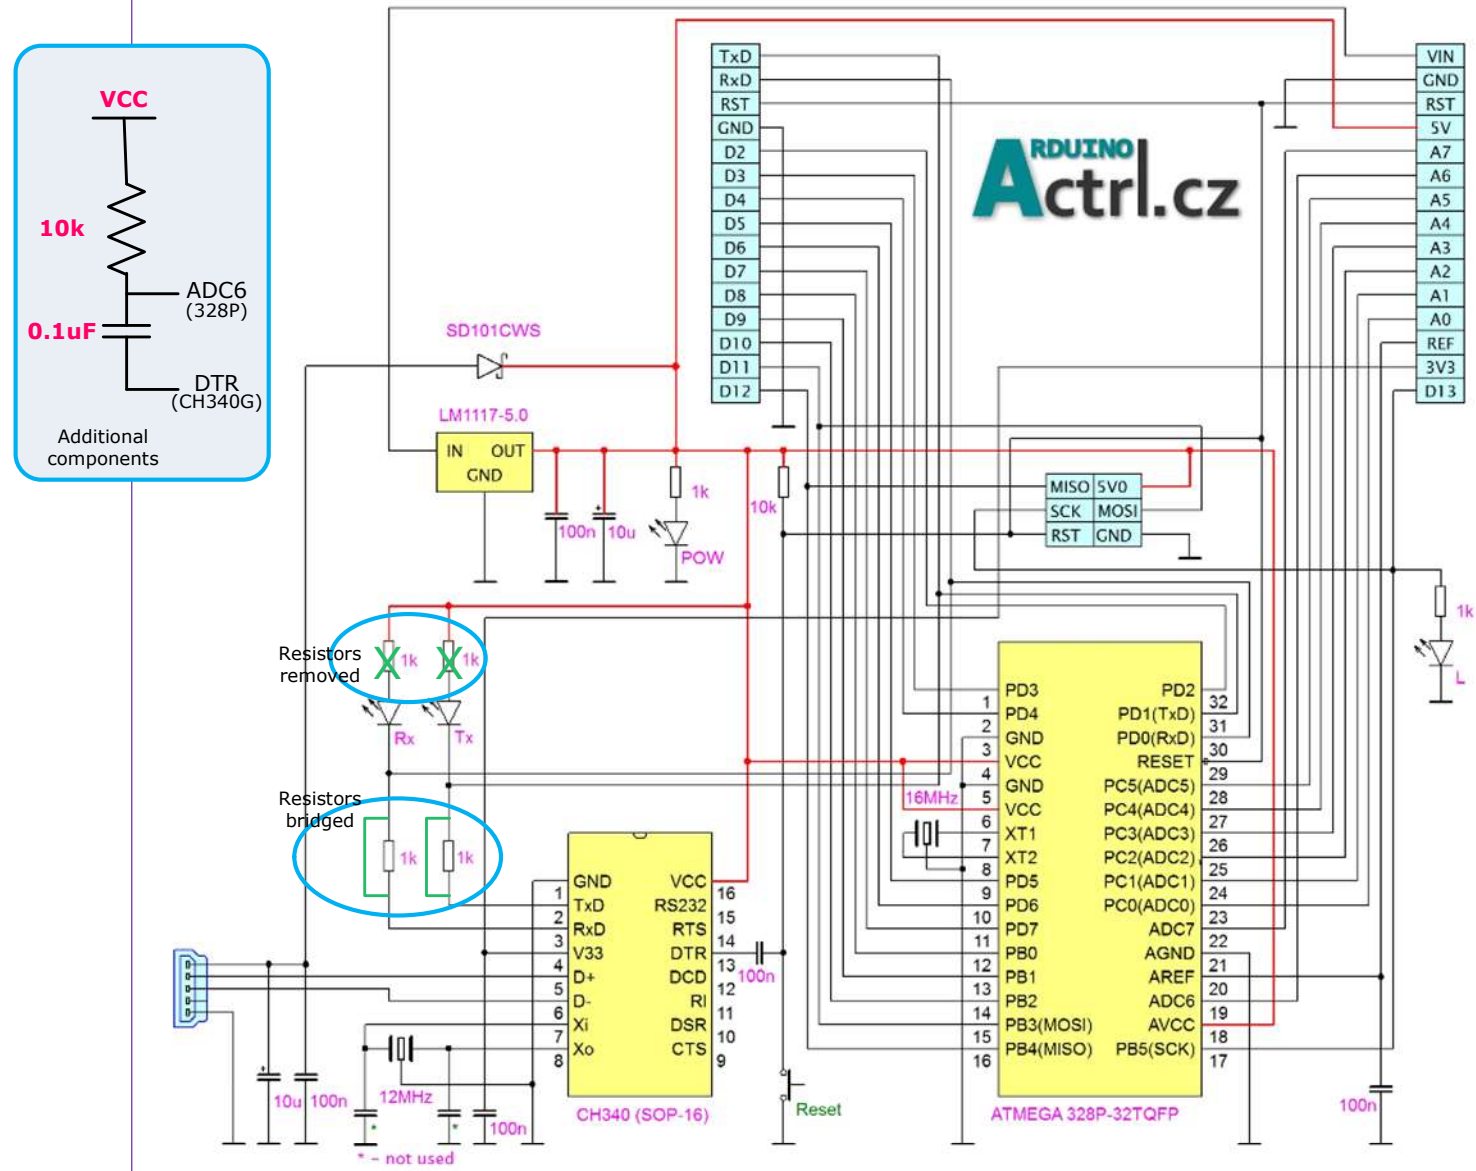 VCC
10k
ADC6
(328P)
0.1uF
DTR
(CH340G)
Additional
components
TxD
RxD
RST
GND
D2
D3
D4
D5
D6
D7
D8
D9
D10
D11
D12
ARDUINO
Actrl.cz
VIN
GND
RST
5V
A7
A6
A5
A4
A3
A2
A1
A0
REF
3V3
D13
SD101CWS
LM1117-5.0
IN OUT
GND
100n
10u
1k
POW
10k
MISO 5V0
SCK MOSI
RST GND
1k
L
Resistors
removed
1k
1k
Rx
Tx
Resistors
bridged
1k
1k
GND VCC
1 16
TxD RS232
2 15
RxD RTS
3 14
V33 DTR
4 13
D+ DCD
5 12
D- RI
6 11
Xi DSR
7 10
Xo CTS
8 9
CH340 (SOP-16)
100n
Reset
10u
100n
12MHz
*
*
100n
* - not used
16MHz
PD3 PD2
1 32
PD4 PD1(TxD)
2 31
GND PD0(RxD)
3 30
VCC RESET
4 29
GND PC5(ADC5)
5 28
VCC PC4(ADC4)
6 27
XT1 PC3(ADC3)
7 26
XT2 PC2(ADC2)
8 25
PD5 PC1(ADC1)
9 24
PD6 PC0(ADC0)
10 23
PD7 ADC7
11 22
PB0 AGND
12 21
PB1 AREF
13 20
PB2 ADC6
14 19
PB3(MOSI) AVCC
15 18
PB4(MISO) PB5(SCK)
16 17
ATMEGA 328P-32TQFP
100n